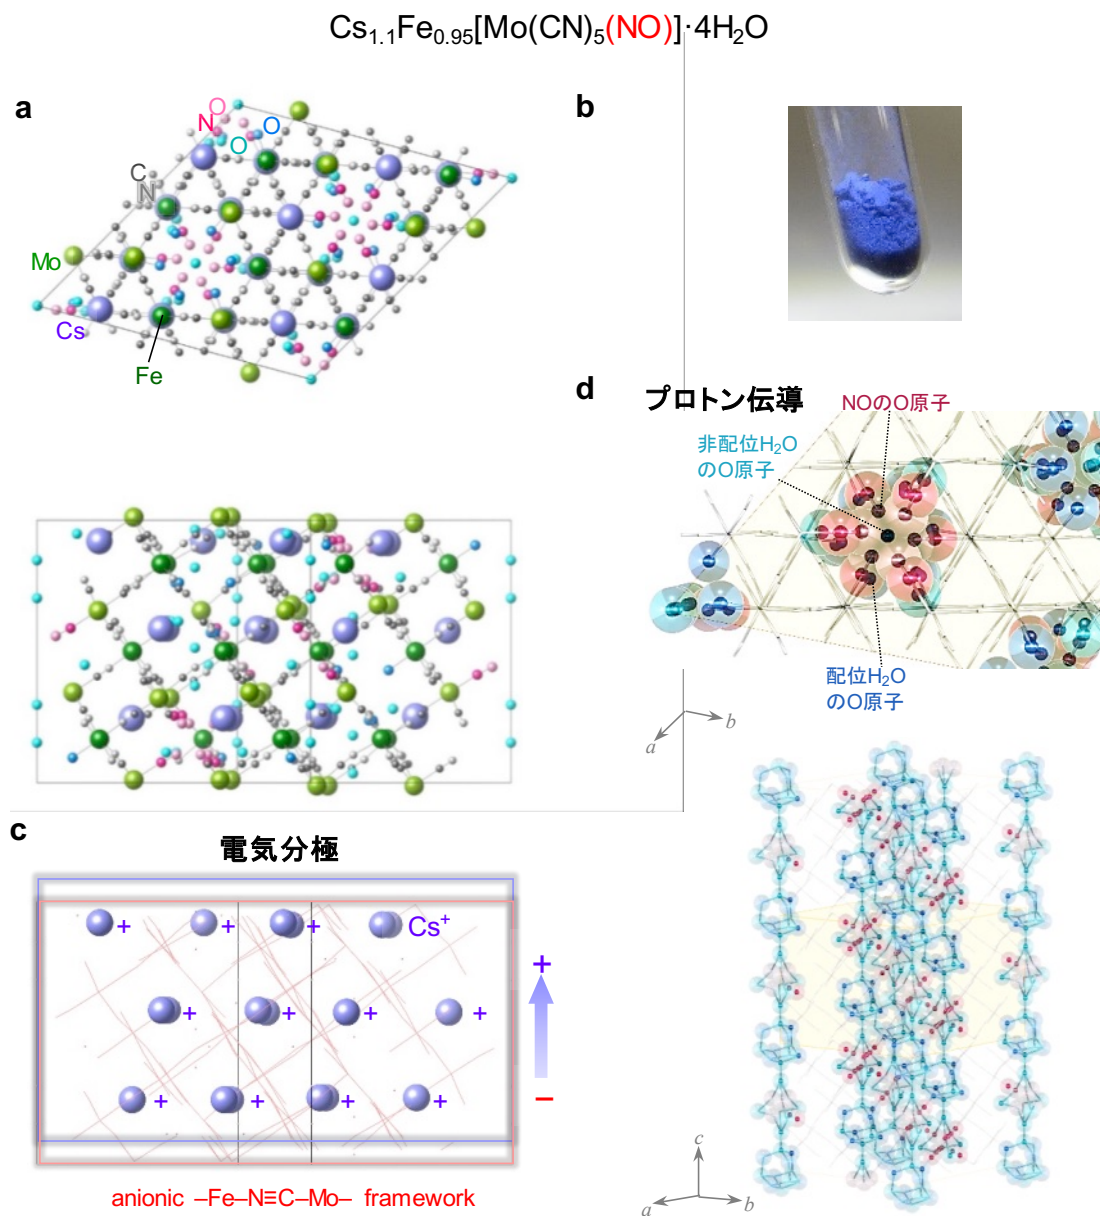 Cs1.1Fe0.95[Mo(CN)5(NO)]·4H2O
a
O
N
O
O
C
N
Mo
Cs
Fe
b
c
電気分極
+
+
+
Cs+
+
+
+
+
+
+
+
+
+
−
anionic –Fe–N≡C–Mo– framework
d
プロトン伝導
NOのO原子
非配位H2O
のO原子
配位H2O
のO原子
a
b
c
a
b